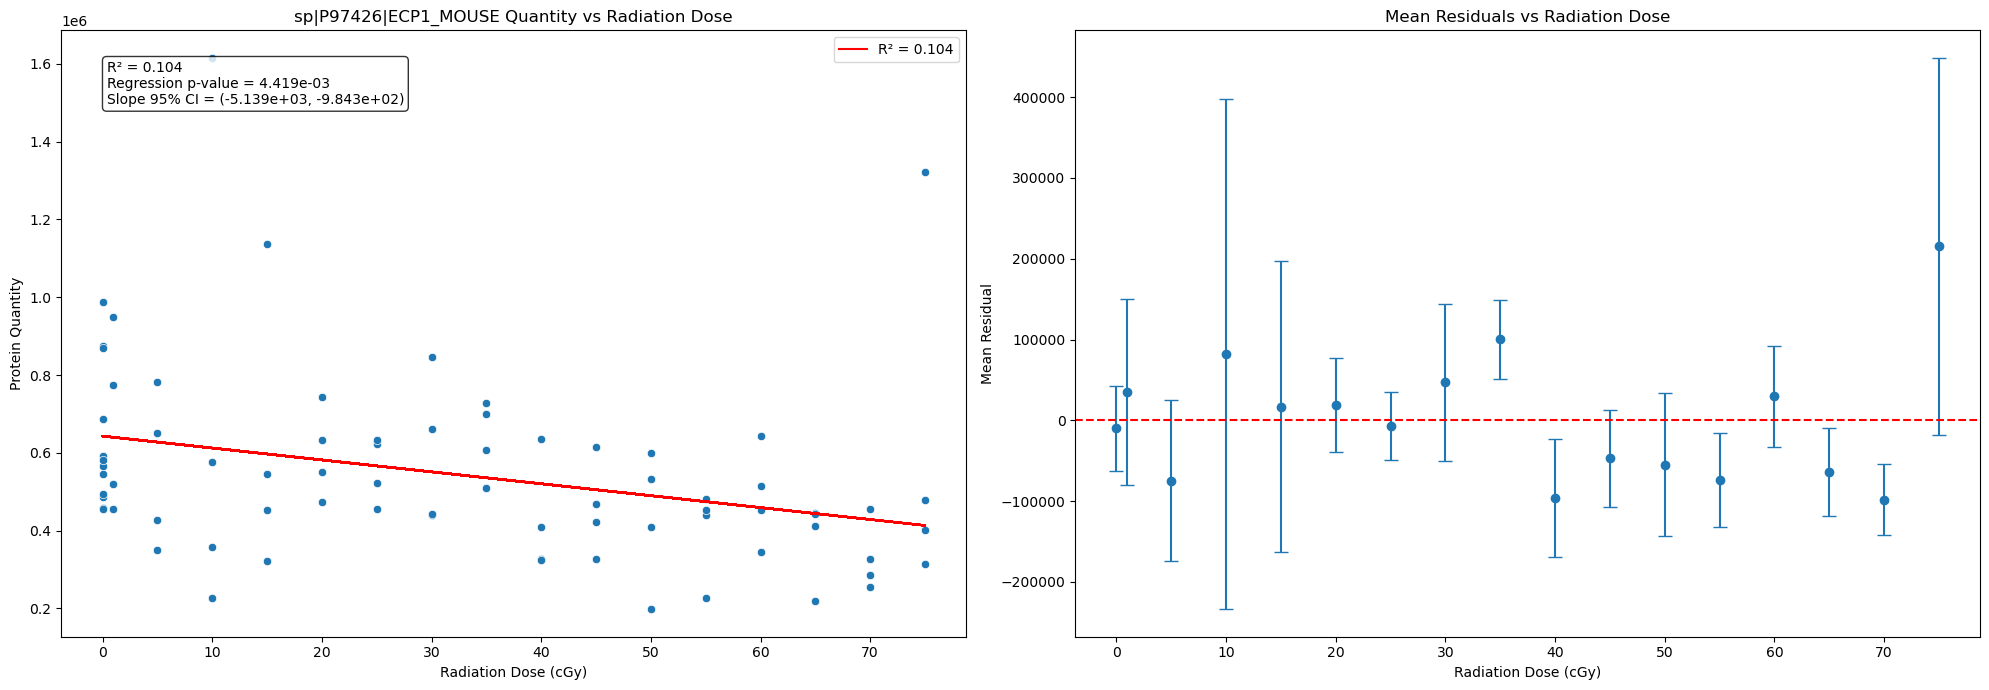 sp|P97426|ECP1_MOUSE Quantity vs Radiation Dose
1e6
R² = 0.104
R² = 0.104
Regression p-value = 4.419e-03
Slope 95% CI = (-5.139e+03, -9.843e+02)
1.6
1.4
1.2
1.0
0.8
0.6
0.4
0.2
Protein Quantity
0 10 20 30 40 50 60 70
Radiation Dose (cGy)
Mean Residuals vs Radiation Dose
400000
300000
200000
100000
0
−100000
−200000
Mean Residual
0 10 20 30 40 50 60 70
Radiation Dose (cGy)